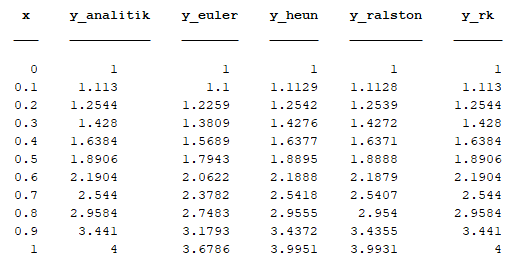 x y_analitik y_euler y_heun y_ralston y_rk
0 1 1 1 1 1
0.1 1.113 1.1 1.1129 1.1128 1.113
0.2 1.2544 1.2259 1.2542 1.2539 1.2544
0.3 1.428 1.3809 1.4276 1.4272 1.428
0.4 1.6384 1.5689 1.6377 1.6371 1.6384
0.5 1.8906 1.7943 1.8895 1.8888 1.8906
0.6 2.1904 2.0622 2.1888 2.1879 2.1904
0.7 2.544 2.3782 2.5418 2.5407 2.544
0.8 2.9584 2.7483 2.9555 2.954 2.9584
0.9 3.441 3.1793 3.4372 3.4355 3.441
1 4 3.6786 3.9951 3.9931 4